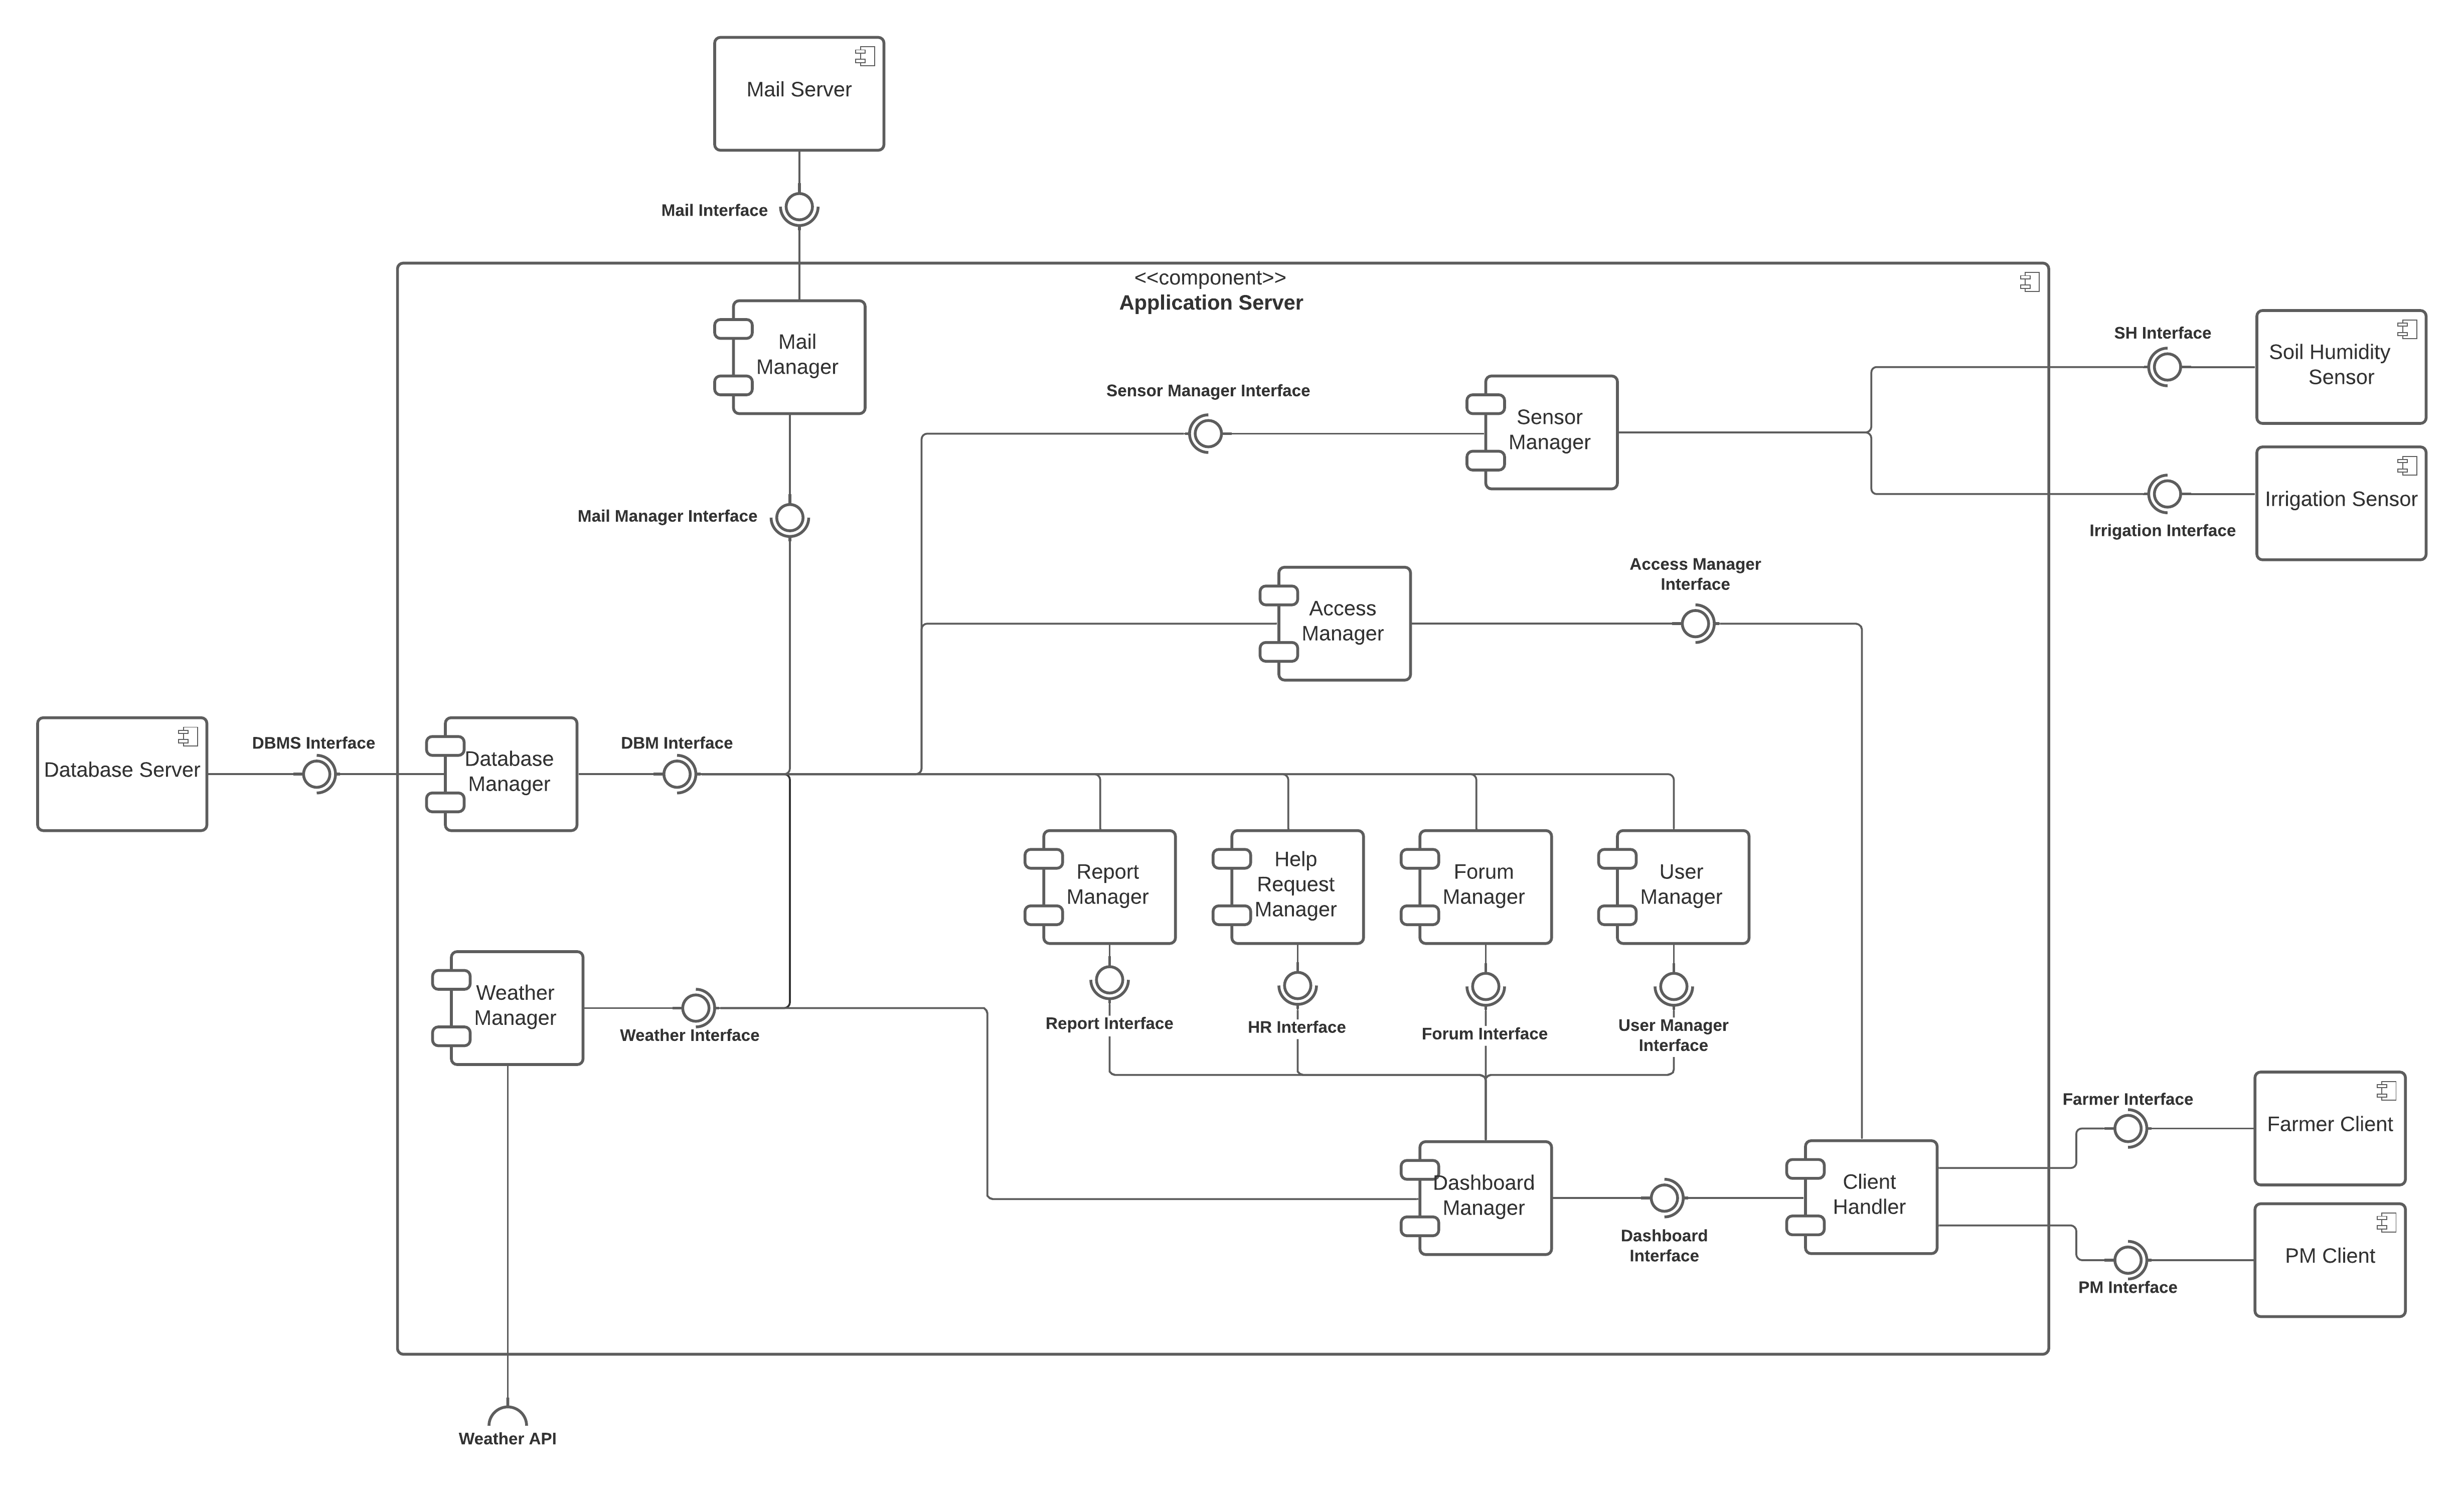 Mail Server
Mail Interface
<<component>>
Application Server
Mail
Manager
SH Interface
Soil Humidity
Sensor
Sensor Manager Interface
Sensor
Manager
Irrigation Sensor
Mail Manager Interface
Irrigation Interface
Access Manager
Interface
Access
Manager
Database Server
DBMS Interface
Database
Manager
DBM Interface
Report
Manager
Help
Request
Manager
Forum
Manager
User
Manager
Weather
Manager
Weather Interface
Report Interface
HR Interface
Forum Interface
User Manager
Interface
Farmer Interface
Farmer Client
Dashboard
Manager
Client
Handler
Dashboard
Interface
PM Client
PM Interface
Weather API